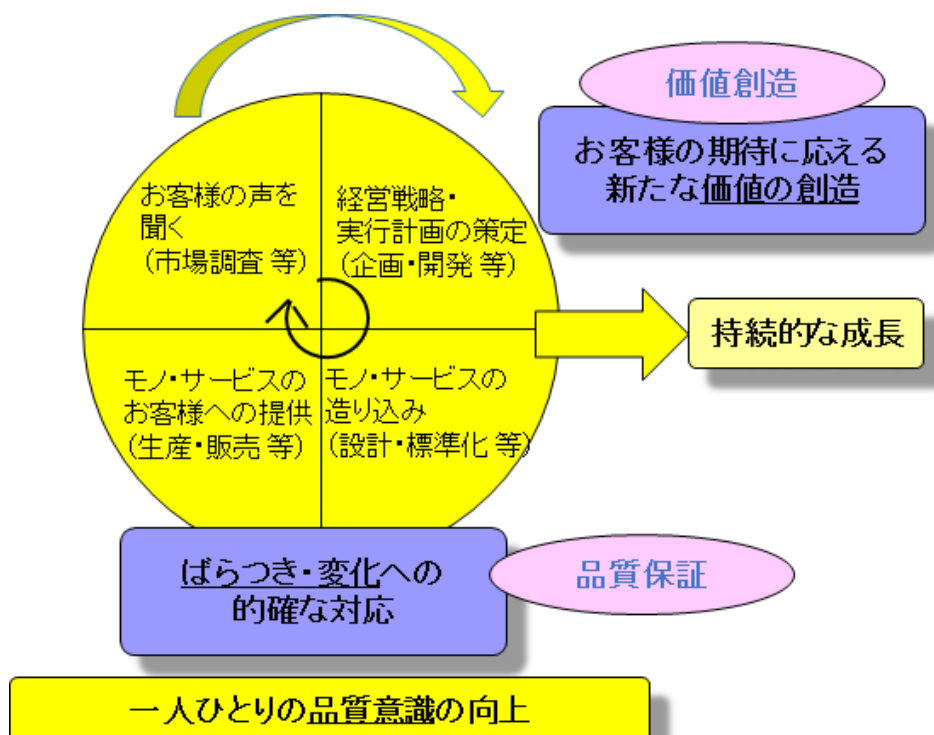 価値創造
お客様の期待に応える
新たな価値の創造
お客様の声を
聞く
(市場調査 等)
経営戦略・
実行計画の策定
(企画・開発 等)
持続的な成長
モノ・サービスの
お客様への提供
(生産・販売 等)
モノ・サービスの
造り込み
(設計・標準化 等)
ばらつき・変化への
的確な対応
品質保証
一人ひとりの品質意識の向上